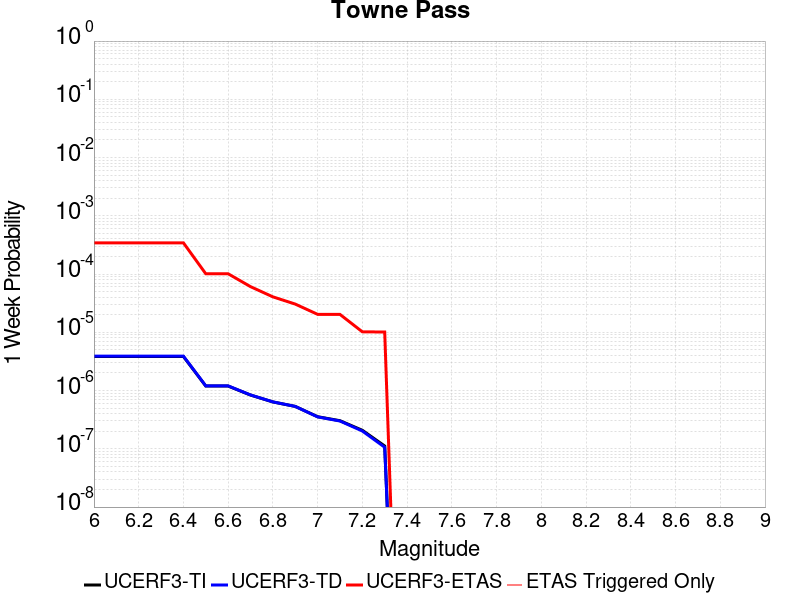 Towne Pass
10^0
10^-1
10^-2
10^-3
10^-4
10^-5
10^-6
10^-7
10^-8
1 Week Probability
6 6.2 6.4 6.6 6.8 7 7.2 7.4 7.6 7.8 8 8.2 8.4 8.6 8.8 9
Magnitude
UCERF3-TI UCERF3-TD UCERF3-ETAS ETAS Triggered Only